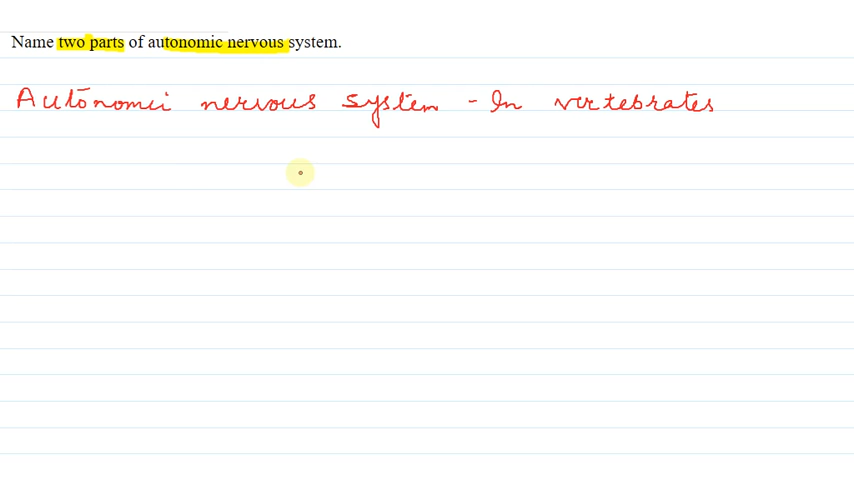 Name two parts of autonomic nervous system.
Autonomic nervous system - In vertebrates